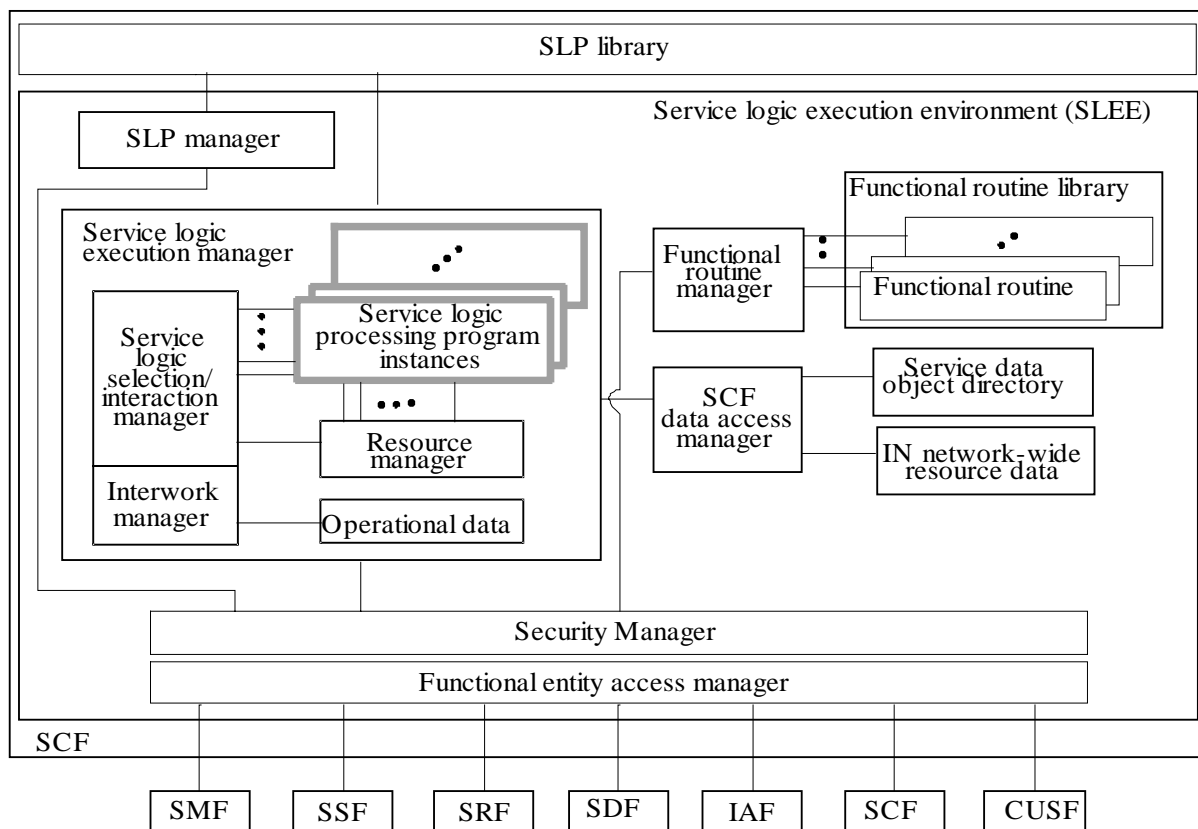 SLP library
Service logic execution environment (SLEE)
SLP manager
Functional routine library
Service logic
execution manager
Functional
routine
manager
Functional routine
Service logic
processing program
instances
Service
logic
selection/
interaction
manager
Service data
object directory
SCF
data access
manager
Resource
manager
IN network-wide
resource data
Interwork
manager
Operational data
Security Manager
Functional entity access manager
SCF
SMF
SSF
SRF
SDF
IAF
SCF
CUSF